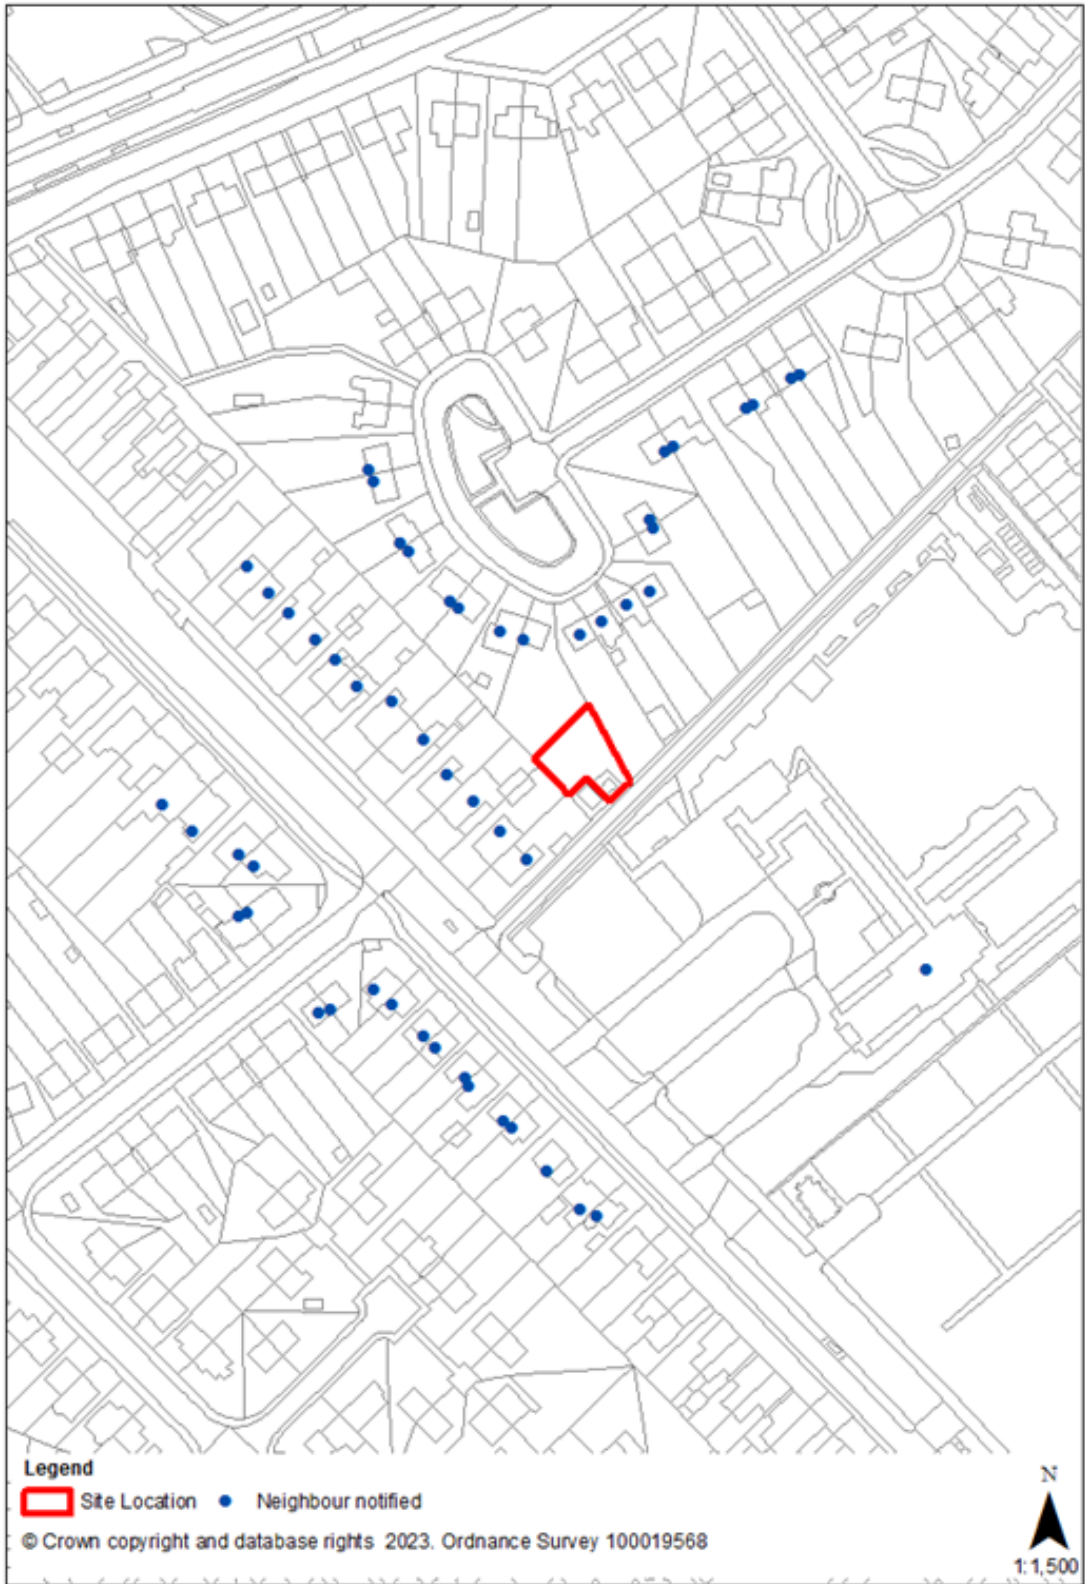 Legend
Site Location
Neighbour notified
© Crown copyright and database rights 2023. Ordnance Survey 100019568
N
1:1,500